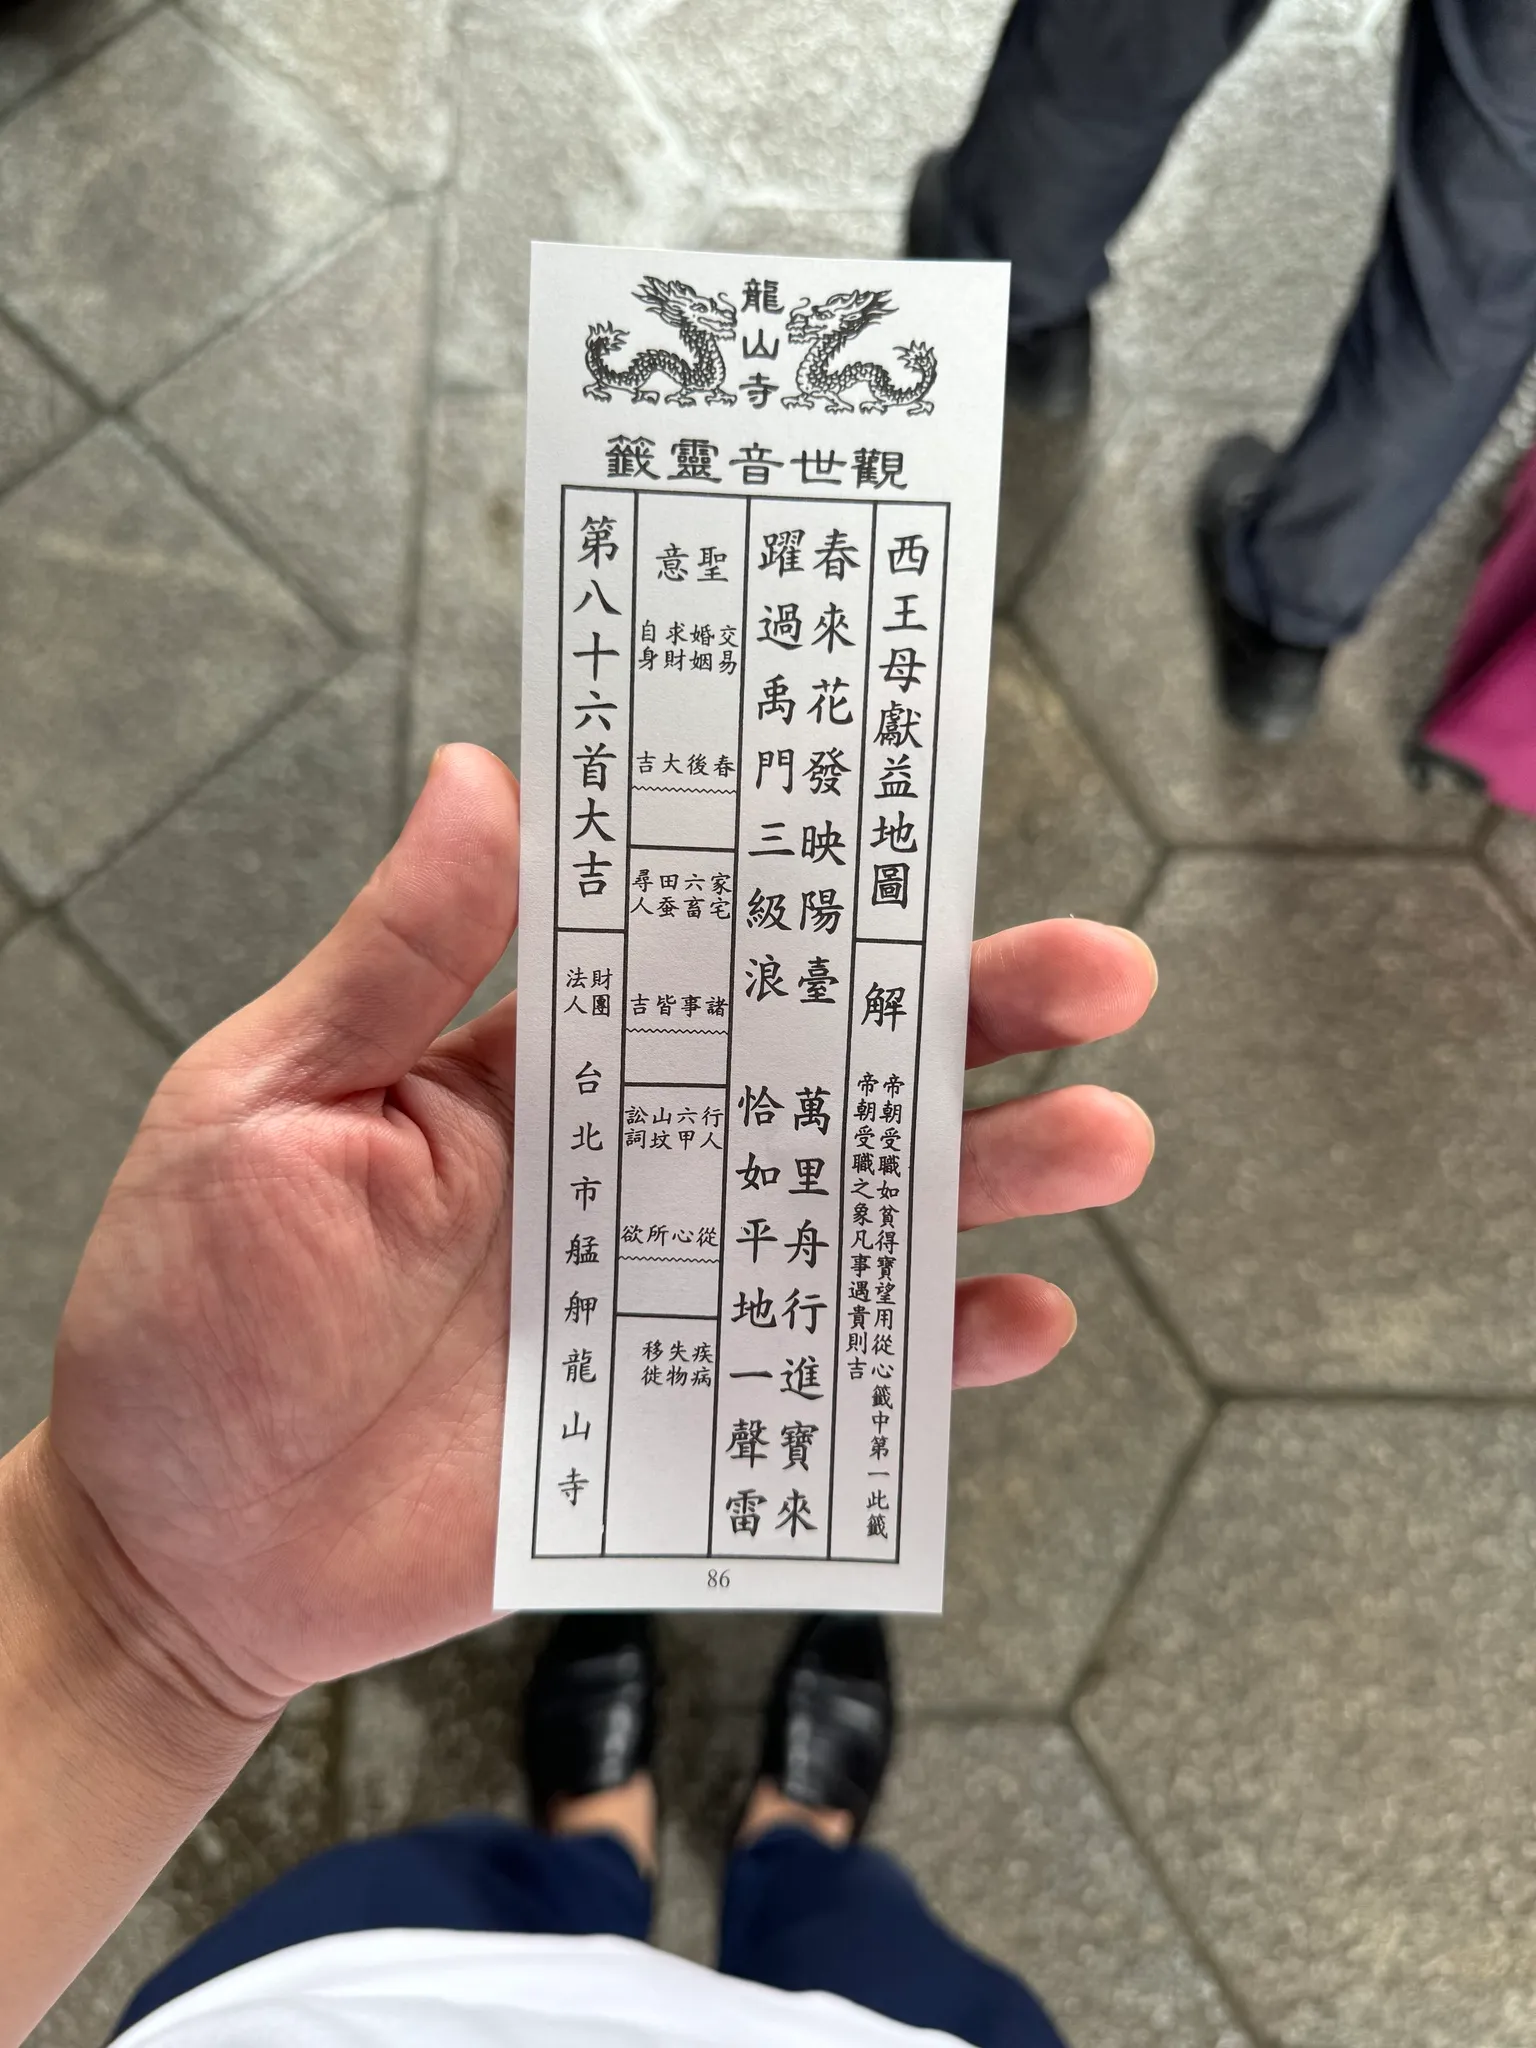 龍山寺
觀世音靈籤
西王母獻益地圖
解
帝朝受職如貧得寶望用從心籤中第一此籤
帝朝受職之象凡事遇貴則吉
春來花發映陽臺 萬里舟行進寶來
躍過禹門三級浪 恰如平地一聲雷
聖意
交易
婚姻
求財
自身
春後大吉
家宅
六畜
田蚕
尋人
諸事皆吉
行人
六甲
山坟
訟詞
從心所欲
疾病
失物
移徙
第八十六首大吉
財團法人
台北市艋舺龍山寺
86